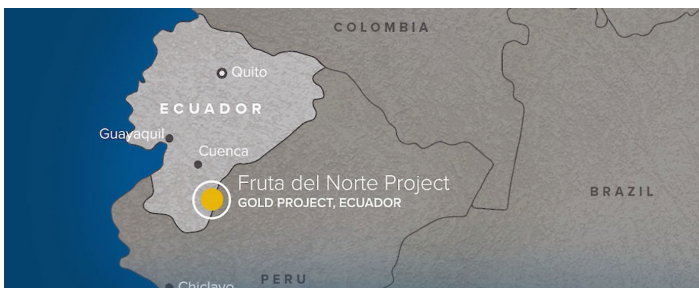 COLOMBIA
Quito
ECUADOR
Guayaquil
Cuenca
Fruta del Norte Project
GOLD PROJECT, ECUADOR
BRAZIL
PERU
Chiclayo